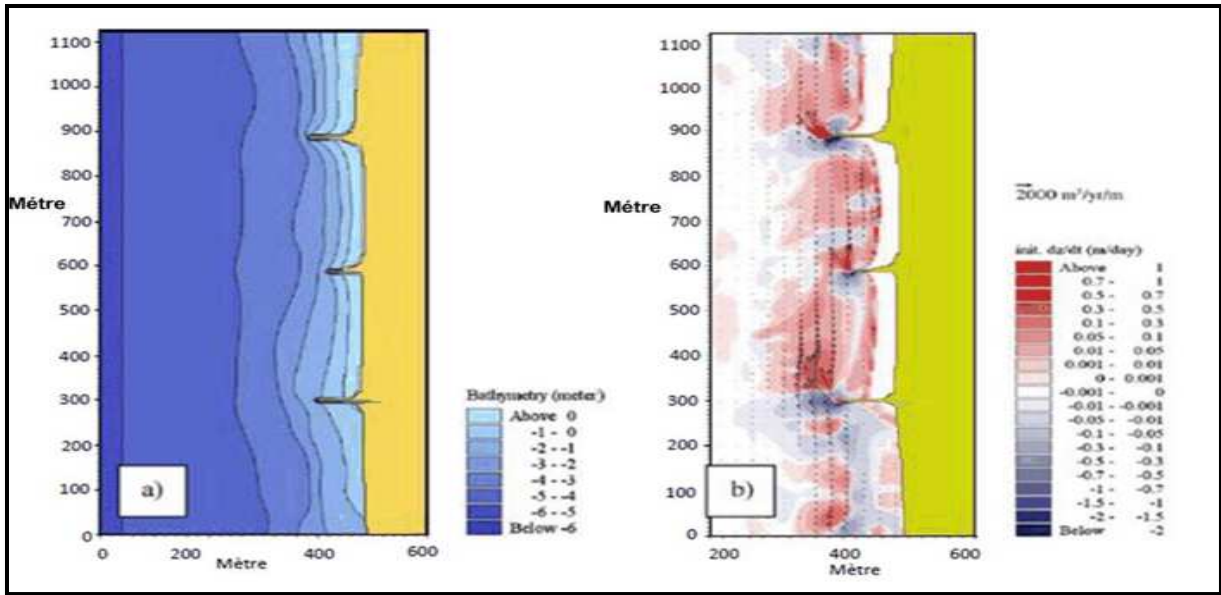 1100
1000
900
800
Métre
700
600
500
400
300
200
100
0
a)
0 200 400 600
Mètre
Bathymetry (meter)
Above 0
-1 - 0
-2 - -1
-3 - -2
-4 - -3
-5 - -4
-6 - -5
Below -6
1100
1000
900
800
Métre
700
600
500
400
300
200
100
0
b)
200 400 600
Mètre
2000 m³/yr/m
init. dz/dt (m/day)
Above 1
0.7 - 1
0.5 - 0.7
0.3 - 0.5
0.1 - 0.3
0.05 - 0.1
0.01 - 0.05
0.001 - 0.01
0 - 0.001
-0.001 - 0
-0.01 - -0.001
-0.05 - -0.01
-0.1 - -0.05
-0.3 - -0.1
-0.5 - -0.3
-0.7 - -0.5
-1 - -0.7
-1.5 - -1
-2 - -1.5
Below -2